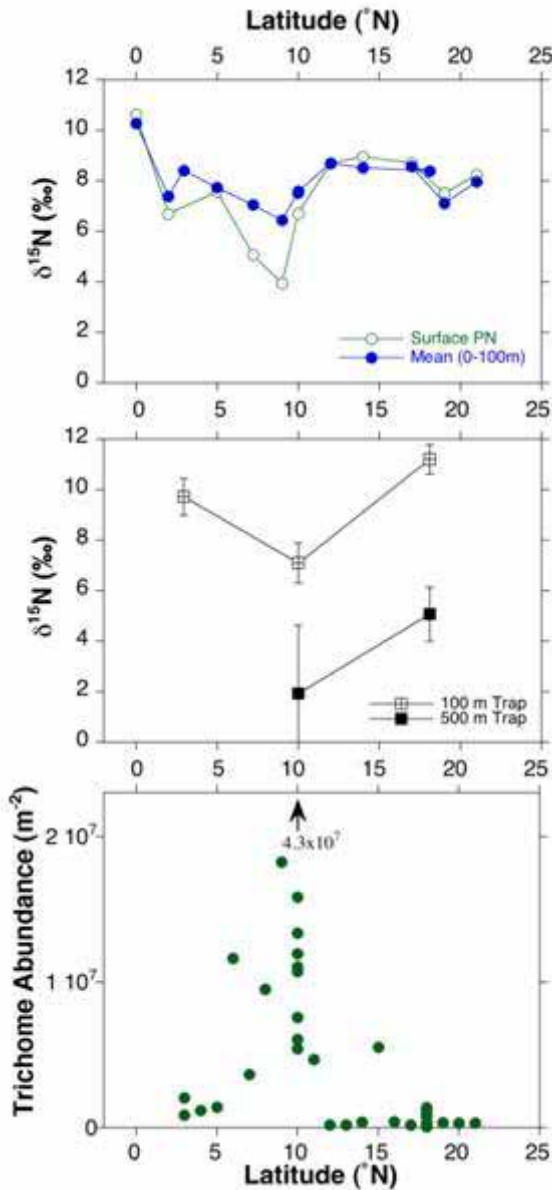 Latitude (˚N)
0 5 10 15 20 25
12
10
8
6
4
2
0
δ¹⁵N (‰)
Surface PN
Mean (0-100m)
0 5 10 15 20 25
12
10
8
6
4
2
0
δ¹⁵N (‰)
100 m Trap
500 m Trap
0 5 10 15 20 25
4.3x10⁷
2 10⁷
1 10⁷
0
Trichome Abundance (m⁻²)
0 5 10 15 20 25
Latitude (˚N)